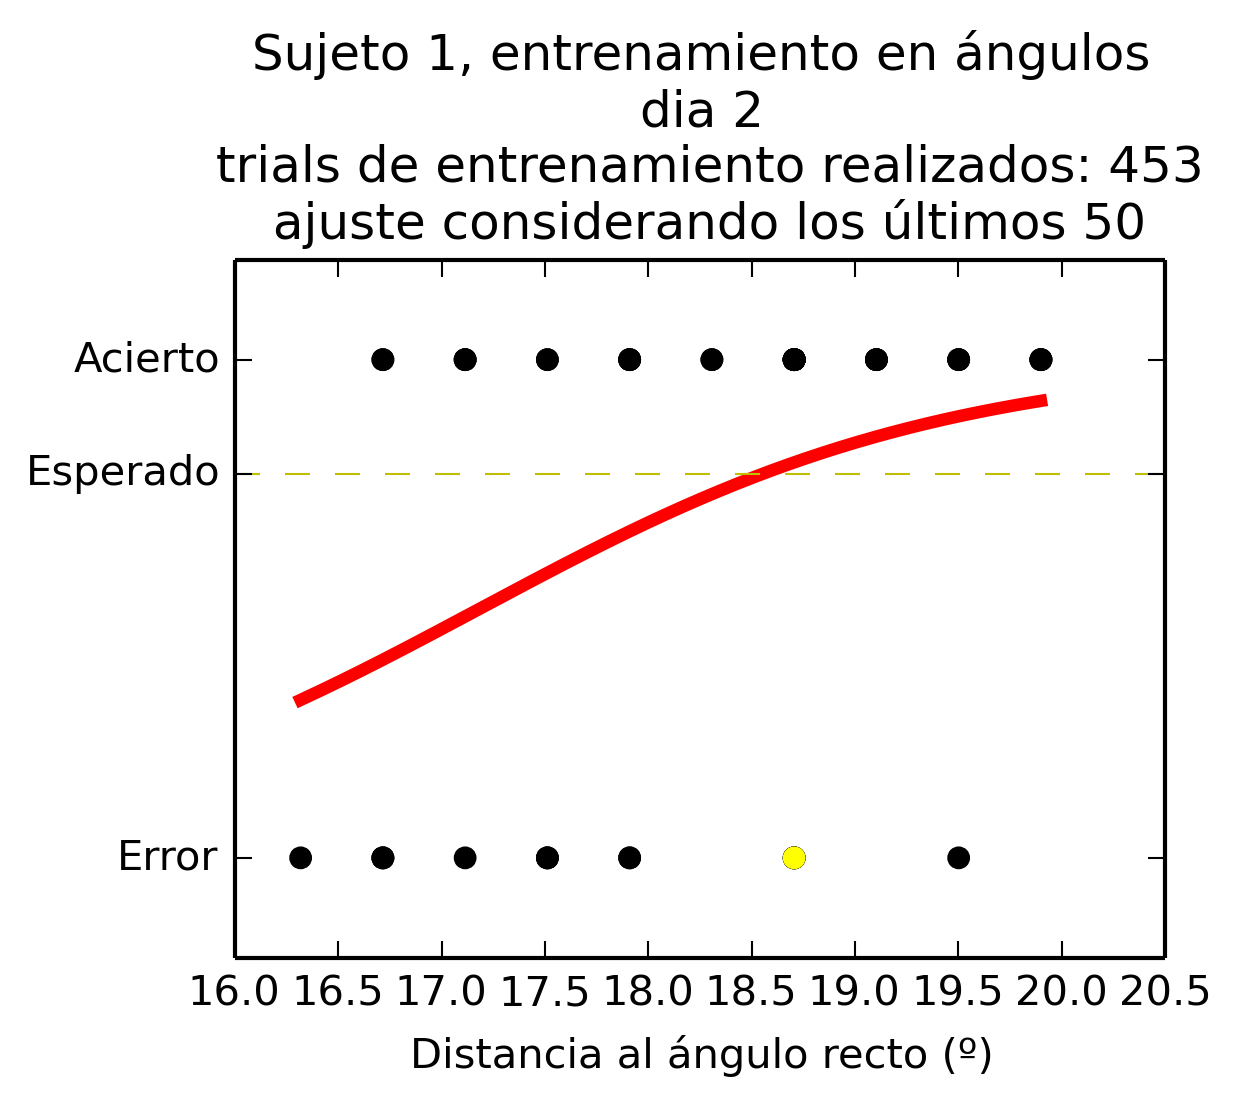 Sujeto 1, entrenamiento en ángulos
dia 2
trials de entrenamiento realizados: 453
ajuste considerando los últimos 50
Acierto
Esperado
Error
16.0 16.5 17.0 17.5 18.0 18.5 19.0 19.5 20.0 20.5
Distancia al ángulo recto (º)